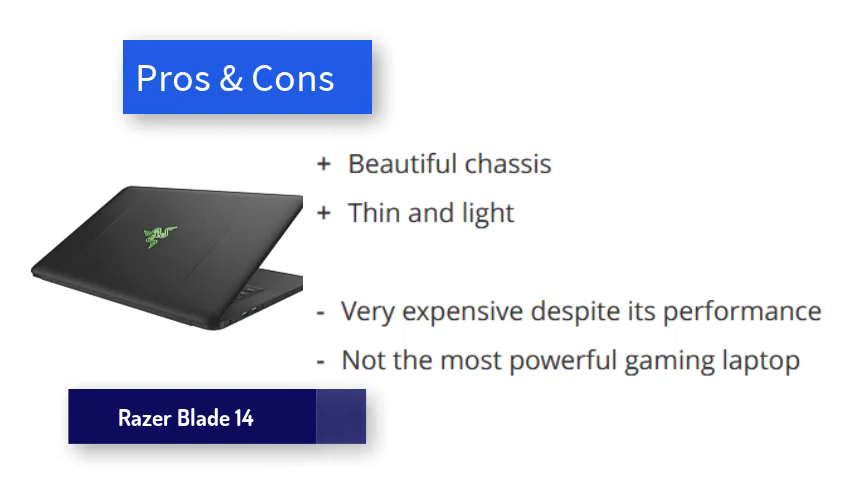 Pros & Cons
+ Beautiful chassis
+ Thin and light
- Very expensive despite its performance
- Not the most powerful gaming laptop
Razer Blade 14